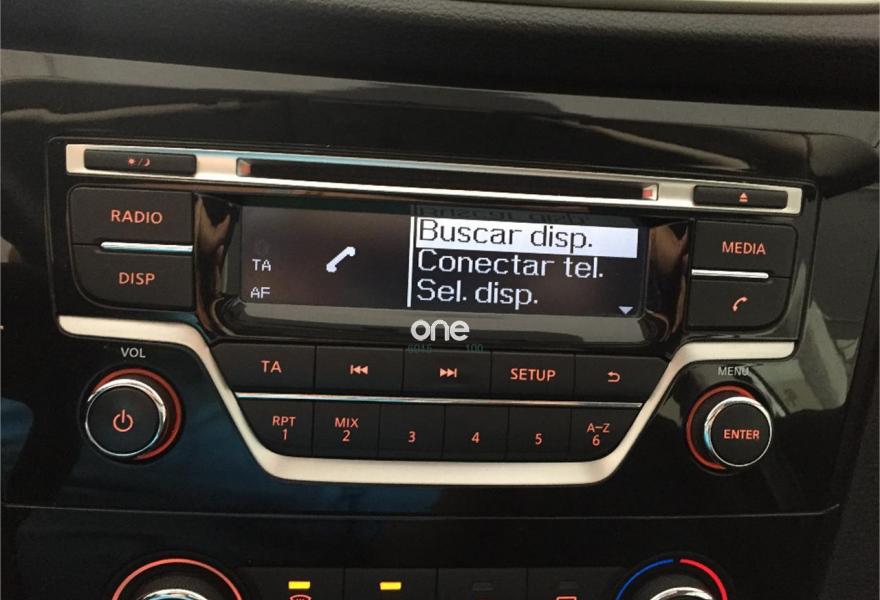 RADIO
DISP
TA
AF
Buscar disp.
Conectar tel.
Sel. disp.
MEDIA
one
VOL
MENU
TA
SETUP
RPT
1
MIX
2
3
4
5
A-Z
6
ENTER